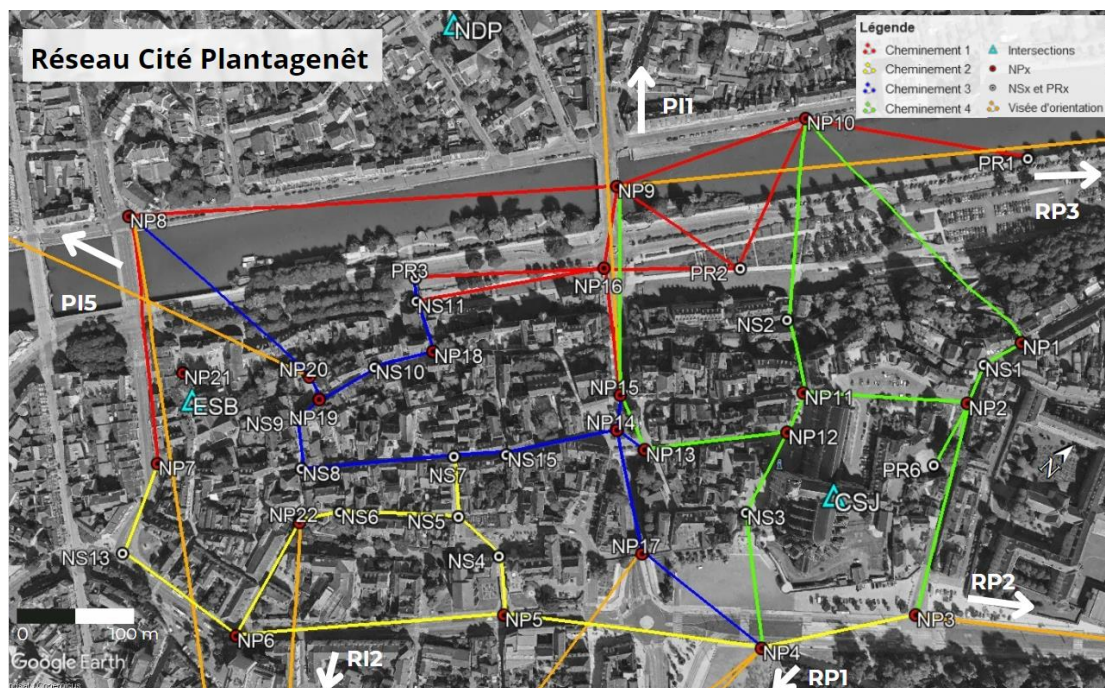 Réseau Cité Plantagenêt
NDP
Légende
Cheminement 1
Cheminement 2
Cheminement 3
Cheminement 4
Intersections
NPx
NSx et PRx
Visée d'orientation
PI1
NP10
PR1
RP3
NP9
NP8
PI5
PR3
NP16
PR2
NS11
NS2
NP1
NS1
NP18
NS10
NP20
NP21
ESB
NP19
NS9
NP15
NP14
NP11
NP2
NP12
NP13
NS15
NS7
NS8
NP7
PR6
N
CSJ
NS3
NP22
NS6
NS5
NS13
NS4
NP17
RP2
NP5
NP3
NP6
NP4
RI2
RP1
0
100 m
Google Earth